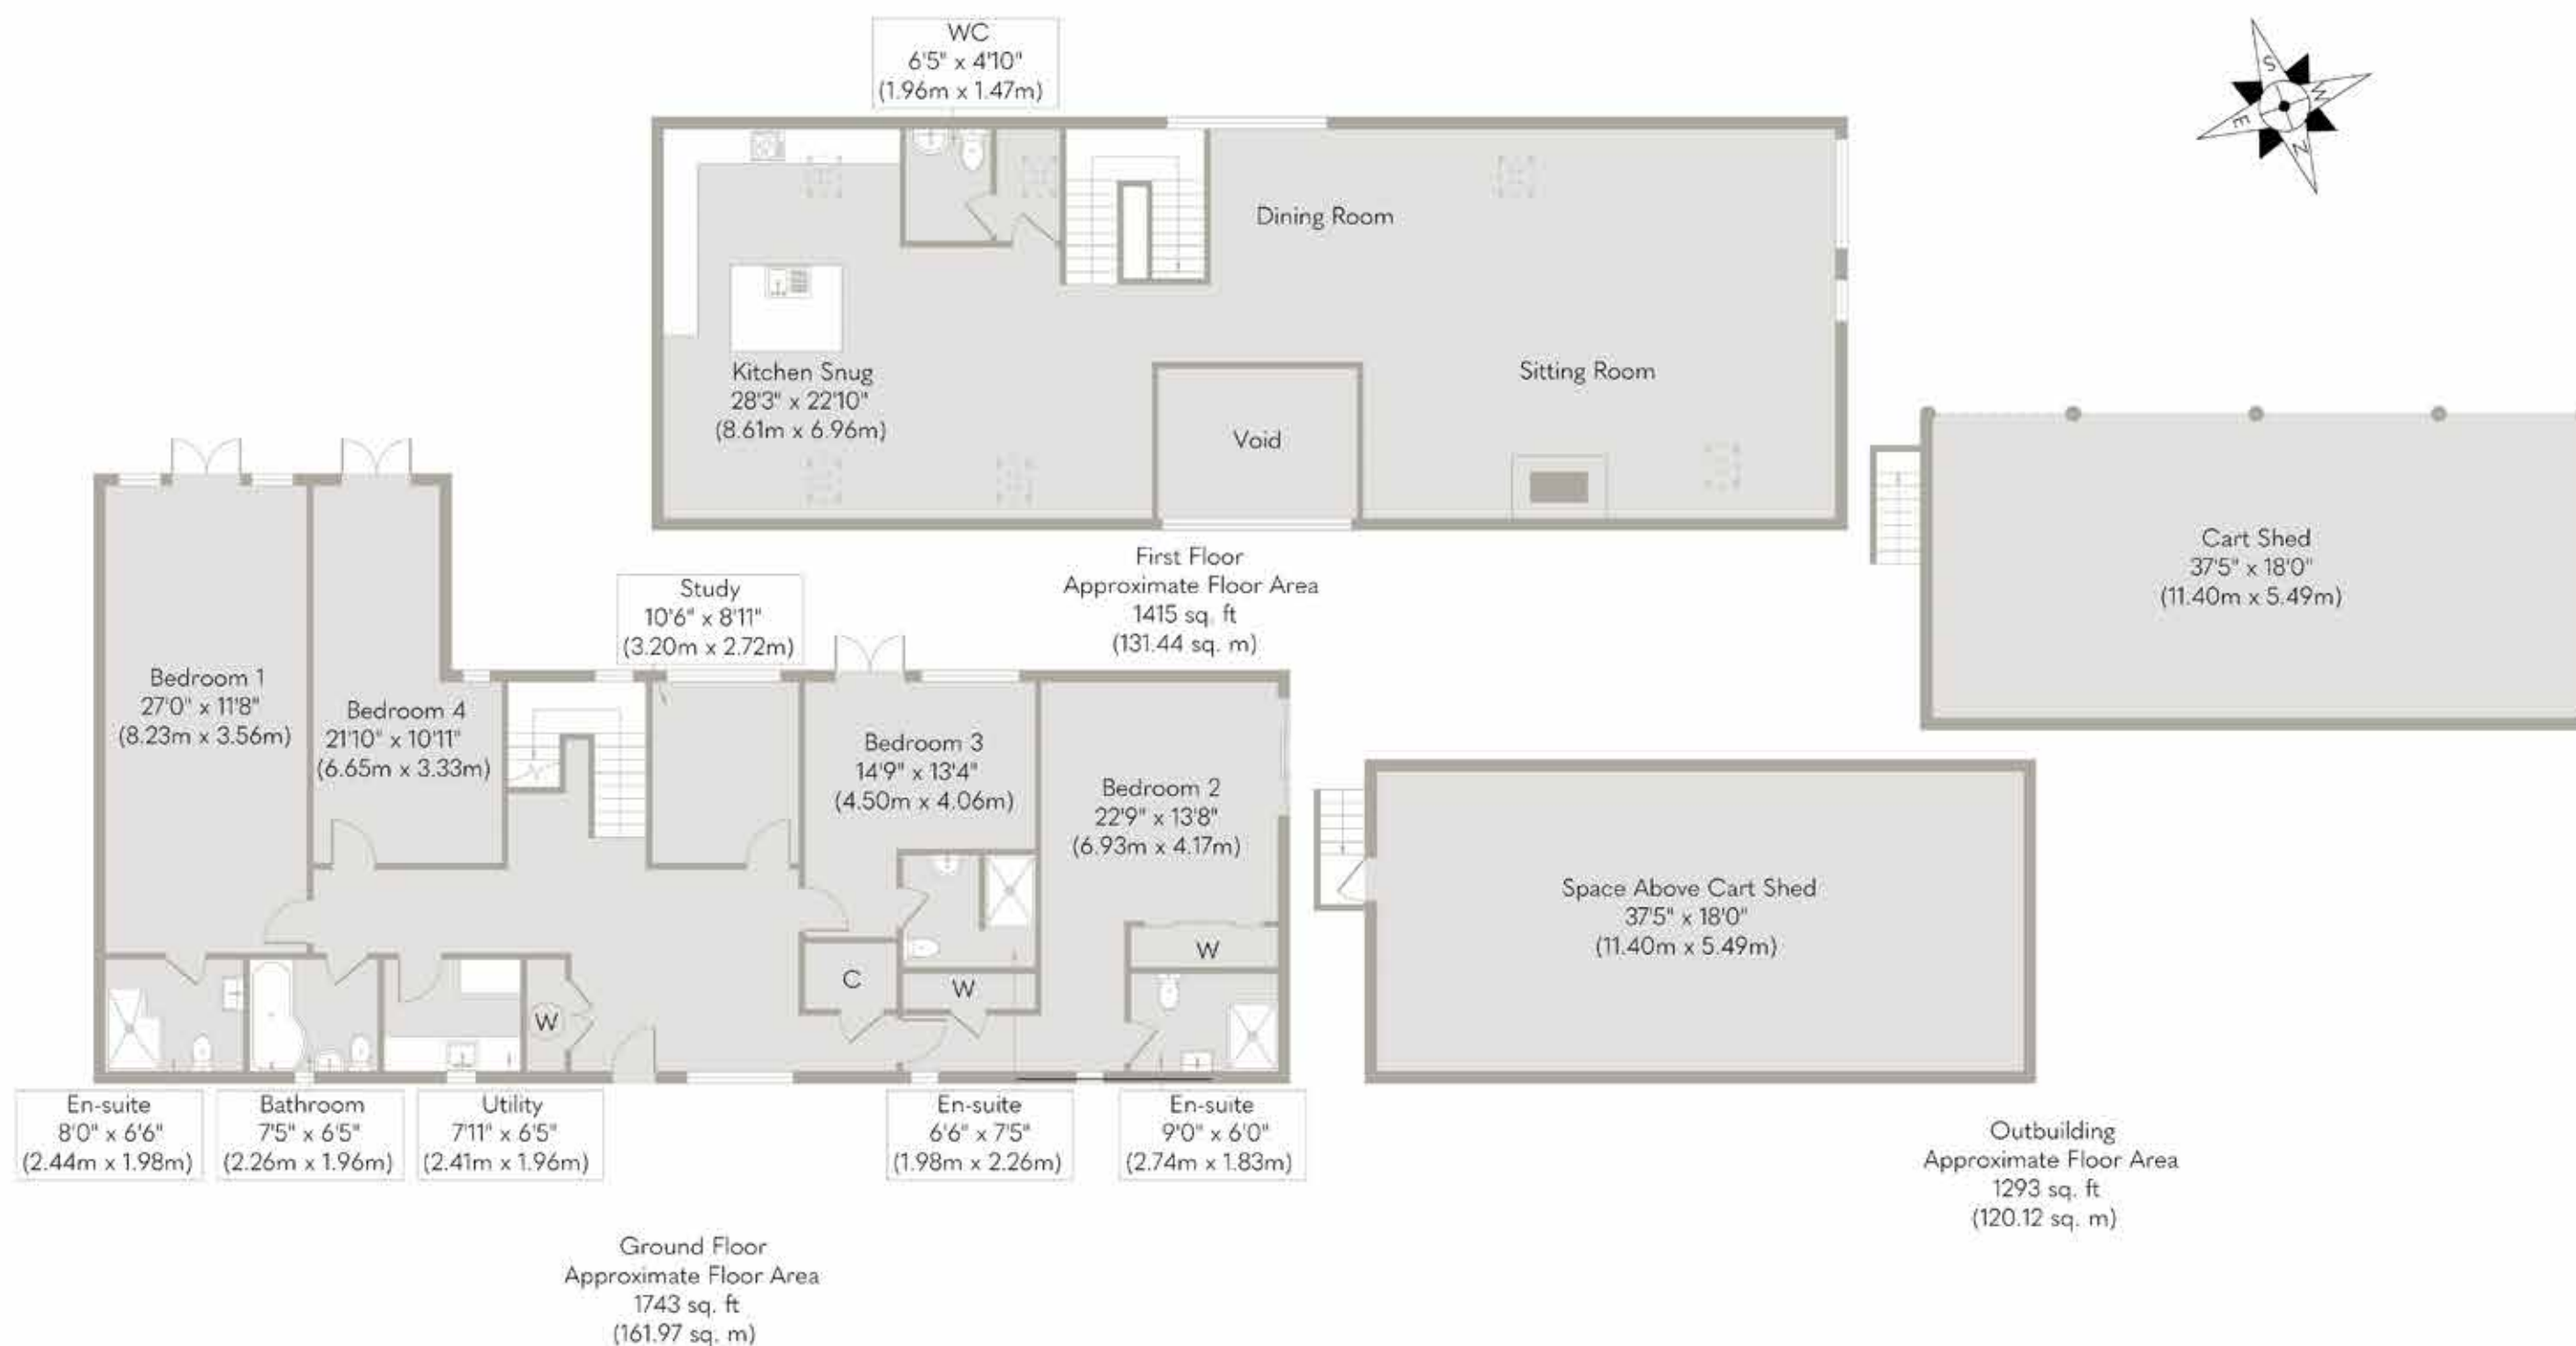 WC
6'5" x 4'10"
(1.96m x 1.47m)
S
W
E
N
Dining Room
Kitchen Snug
28'3" x 22'10"
(8.61m x 6.96m)
Sitting Room
Void
First Floor
Approximate Floor Area
1415 sq. ft
(131.44 sq. m)
Cart Shed
37'5" x 18'0"
(11.40m x 5.49m)
Study
10'6" x 8'11"
(3.20m x 2.72m)
Bedroom 1
27'0" x 11'8"
(8.23m x 3.56m)
Bedroom 4
21'10" x 10'11"
(6.65m x 3.33m)
Bedroom 3
14'9" x 13'4"
(4.50m x 4.06m)
Bedroom 2
22'9" x 13'8"
(6.93m x 4.17m)
Space Above Cart Shed
37'5" x 18'0"
(11.40m x 5.49m)
W
C
W
W
En-suite
8'0" x 6'6"
(2.44m x 1.98m)
Bathroom
7'5" x 6'5"
(2.26m x 1.96m)
Utility
7'11" x 6'5"
(2.41m x 1.96m)
En-suite
6'6" x 7'5"
(1.98m x 2.26m)
En-suite
9'0" x 6'0"
(2.74m x 1.83m)
Outbuilding
Approximate Floor Area
1293 sq. ft
(120.12 sq. m)
Ground Floor
Approximate Floor Area
1743 sq. ft
(161.97 sq. m)